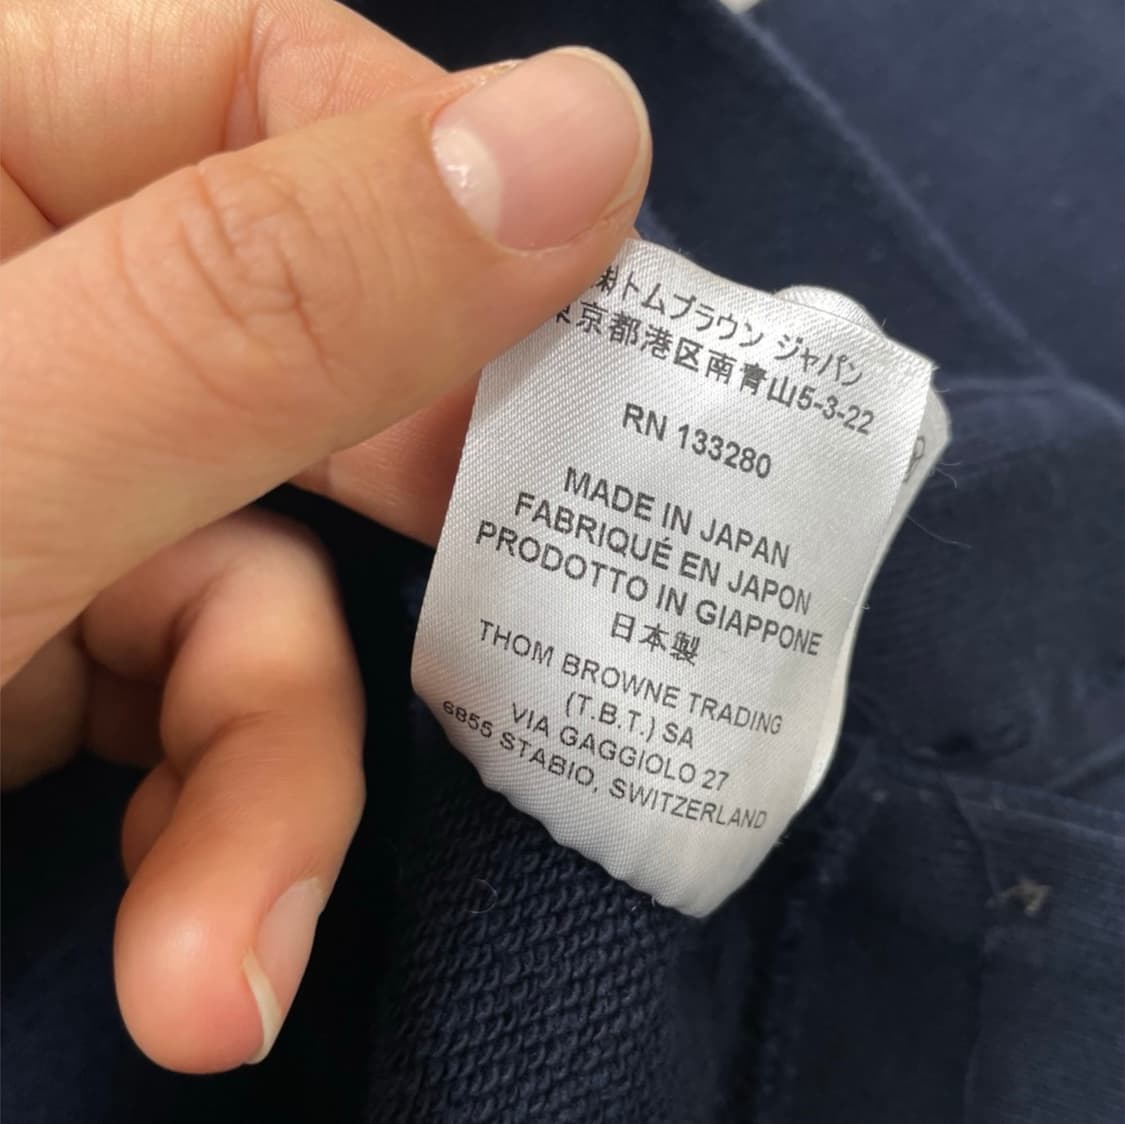 ㈱トムブラウン ジャパン
東京都港区南青山5-3-22
RN 133280
MADE IN JAPAN
FABRIQUÉ EN JAPON
PRODOTTO IN GIAPPONE
日本製
THOM BROWNE TRADING
(T.B.T.) SA
VIA GAGGIOLO 27
6855 STABIO, SWITZERLAND